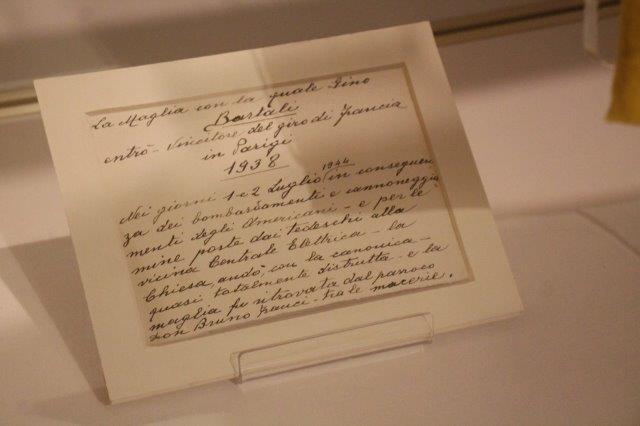 La Maglia con la quale Gino
Bartali
entrò - Vincitore del giro di Francia
in Parigi
1938
Nei giorni 1 e 2 Luglio 1944 in conseguen
za dei bombardamenti e cannoneggia
menti degli Americani - e per le
mine poste dai tedeschi alla
vicina Centrale Elettrica - la
Chiesa, andò, con la canonica -
quasi totalmente distrutta - e la
maglia fu ritrovata dal parroco
Don Bruno Franci - tra le macerie.